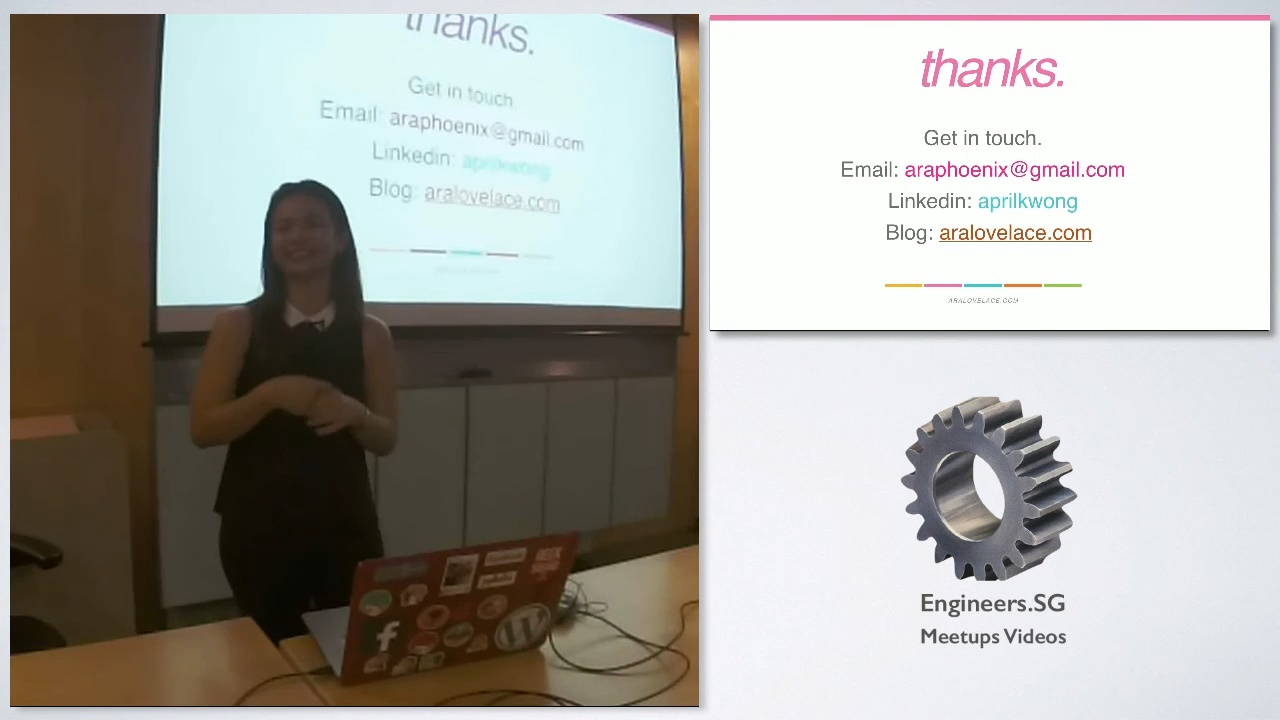 thanks.
Get in touch
Email: araphoenix@gmail.com
Linkedin: aprilkwong
Blog: aralovelace.com
thanks.
Get in touch.
Email: araphoenix@gmail.com
Linkedin: aprilkwong
Blog: aralovelace.com
ARALOVELACE.COM
Engineers.SG
Meetups Videos